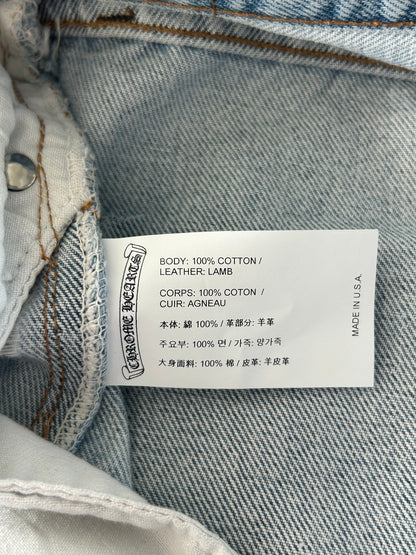 CHROME HEARTS
BODY: 100% COTTON /
LEATHER: LAMB
CORPS: 100% COTON /
CUIR: AGNEAU
本体: 綿 100% / 革部分: 羊革
주요부: 100% 면 / 가죽: 양가죽
大身面料: 100% 棉 / 皮革: 羊皮革
MADE IN U.S.A.